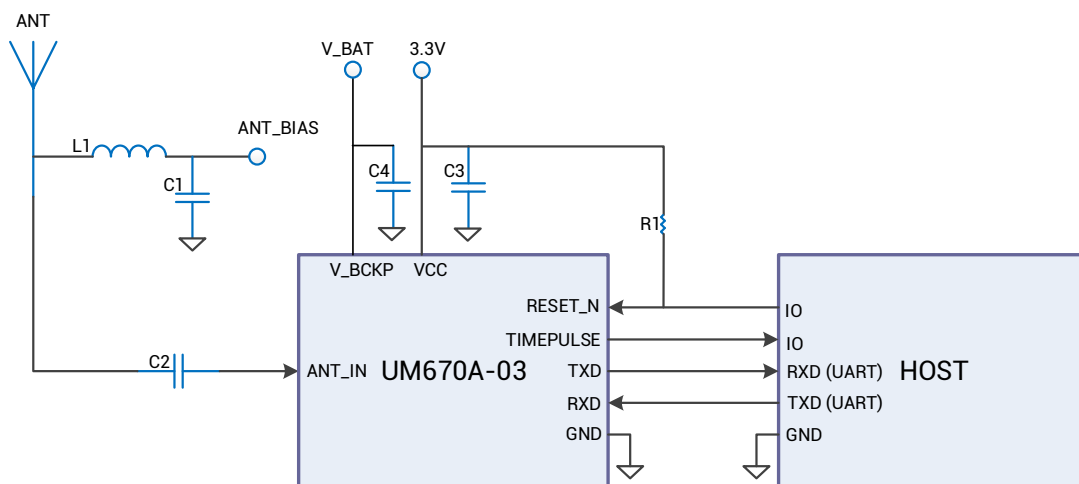 ANT
V_BAT
3.3V
L1
ANT_BIAS
C1
C4
C3
R1
V_BCKP
VCC
RESET_N
IO
TIMEPULSE
IO
C2
ANT_IN
UM670A-03
TXD
RXD (UART)
HOST
RXD
TXD (UART)
GND
GND